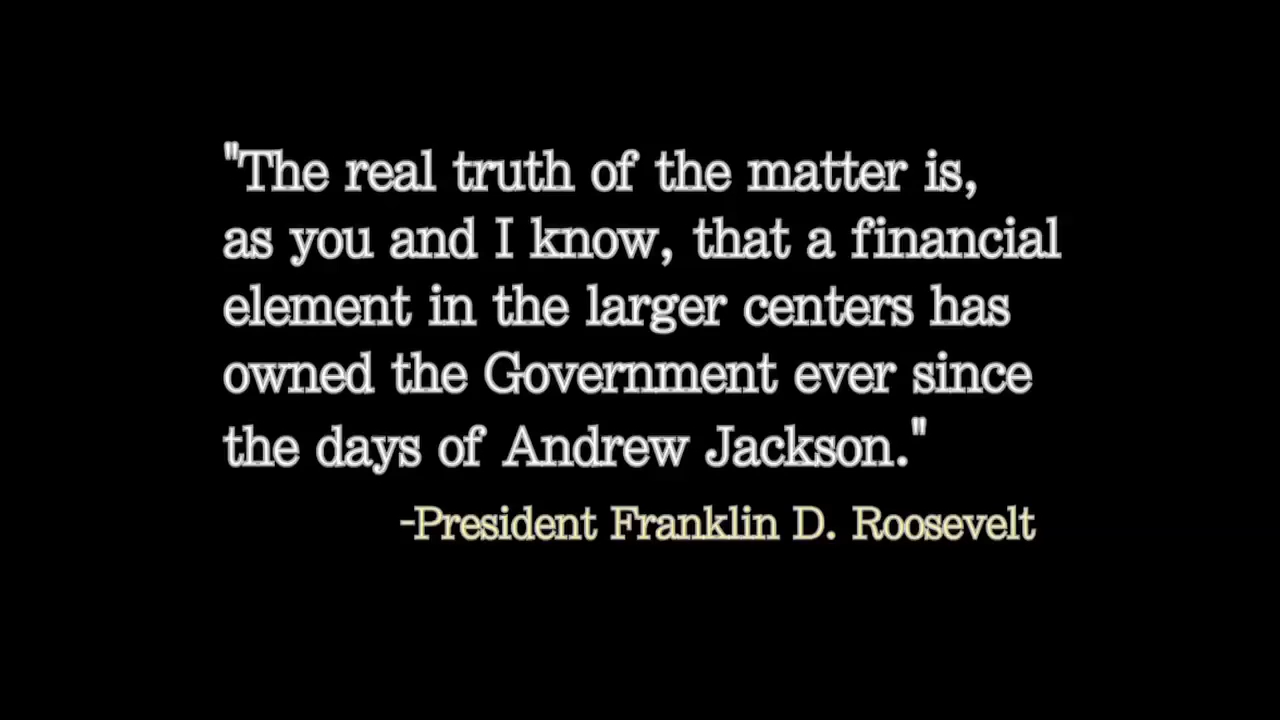 "The real truth of the matter is,
as you and I know, that a financial
element in the larger centers has
owned the Government ever since
the days of Andrew Jackson."
-President Franklin D. Roosevelt